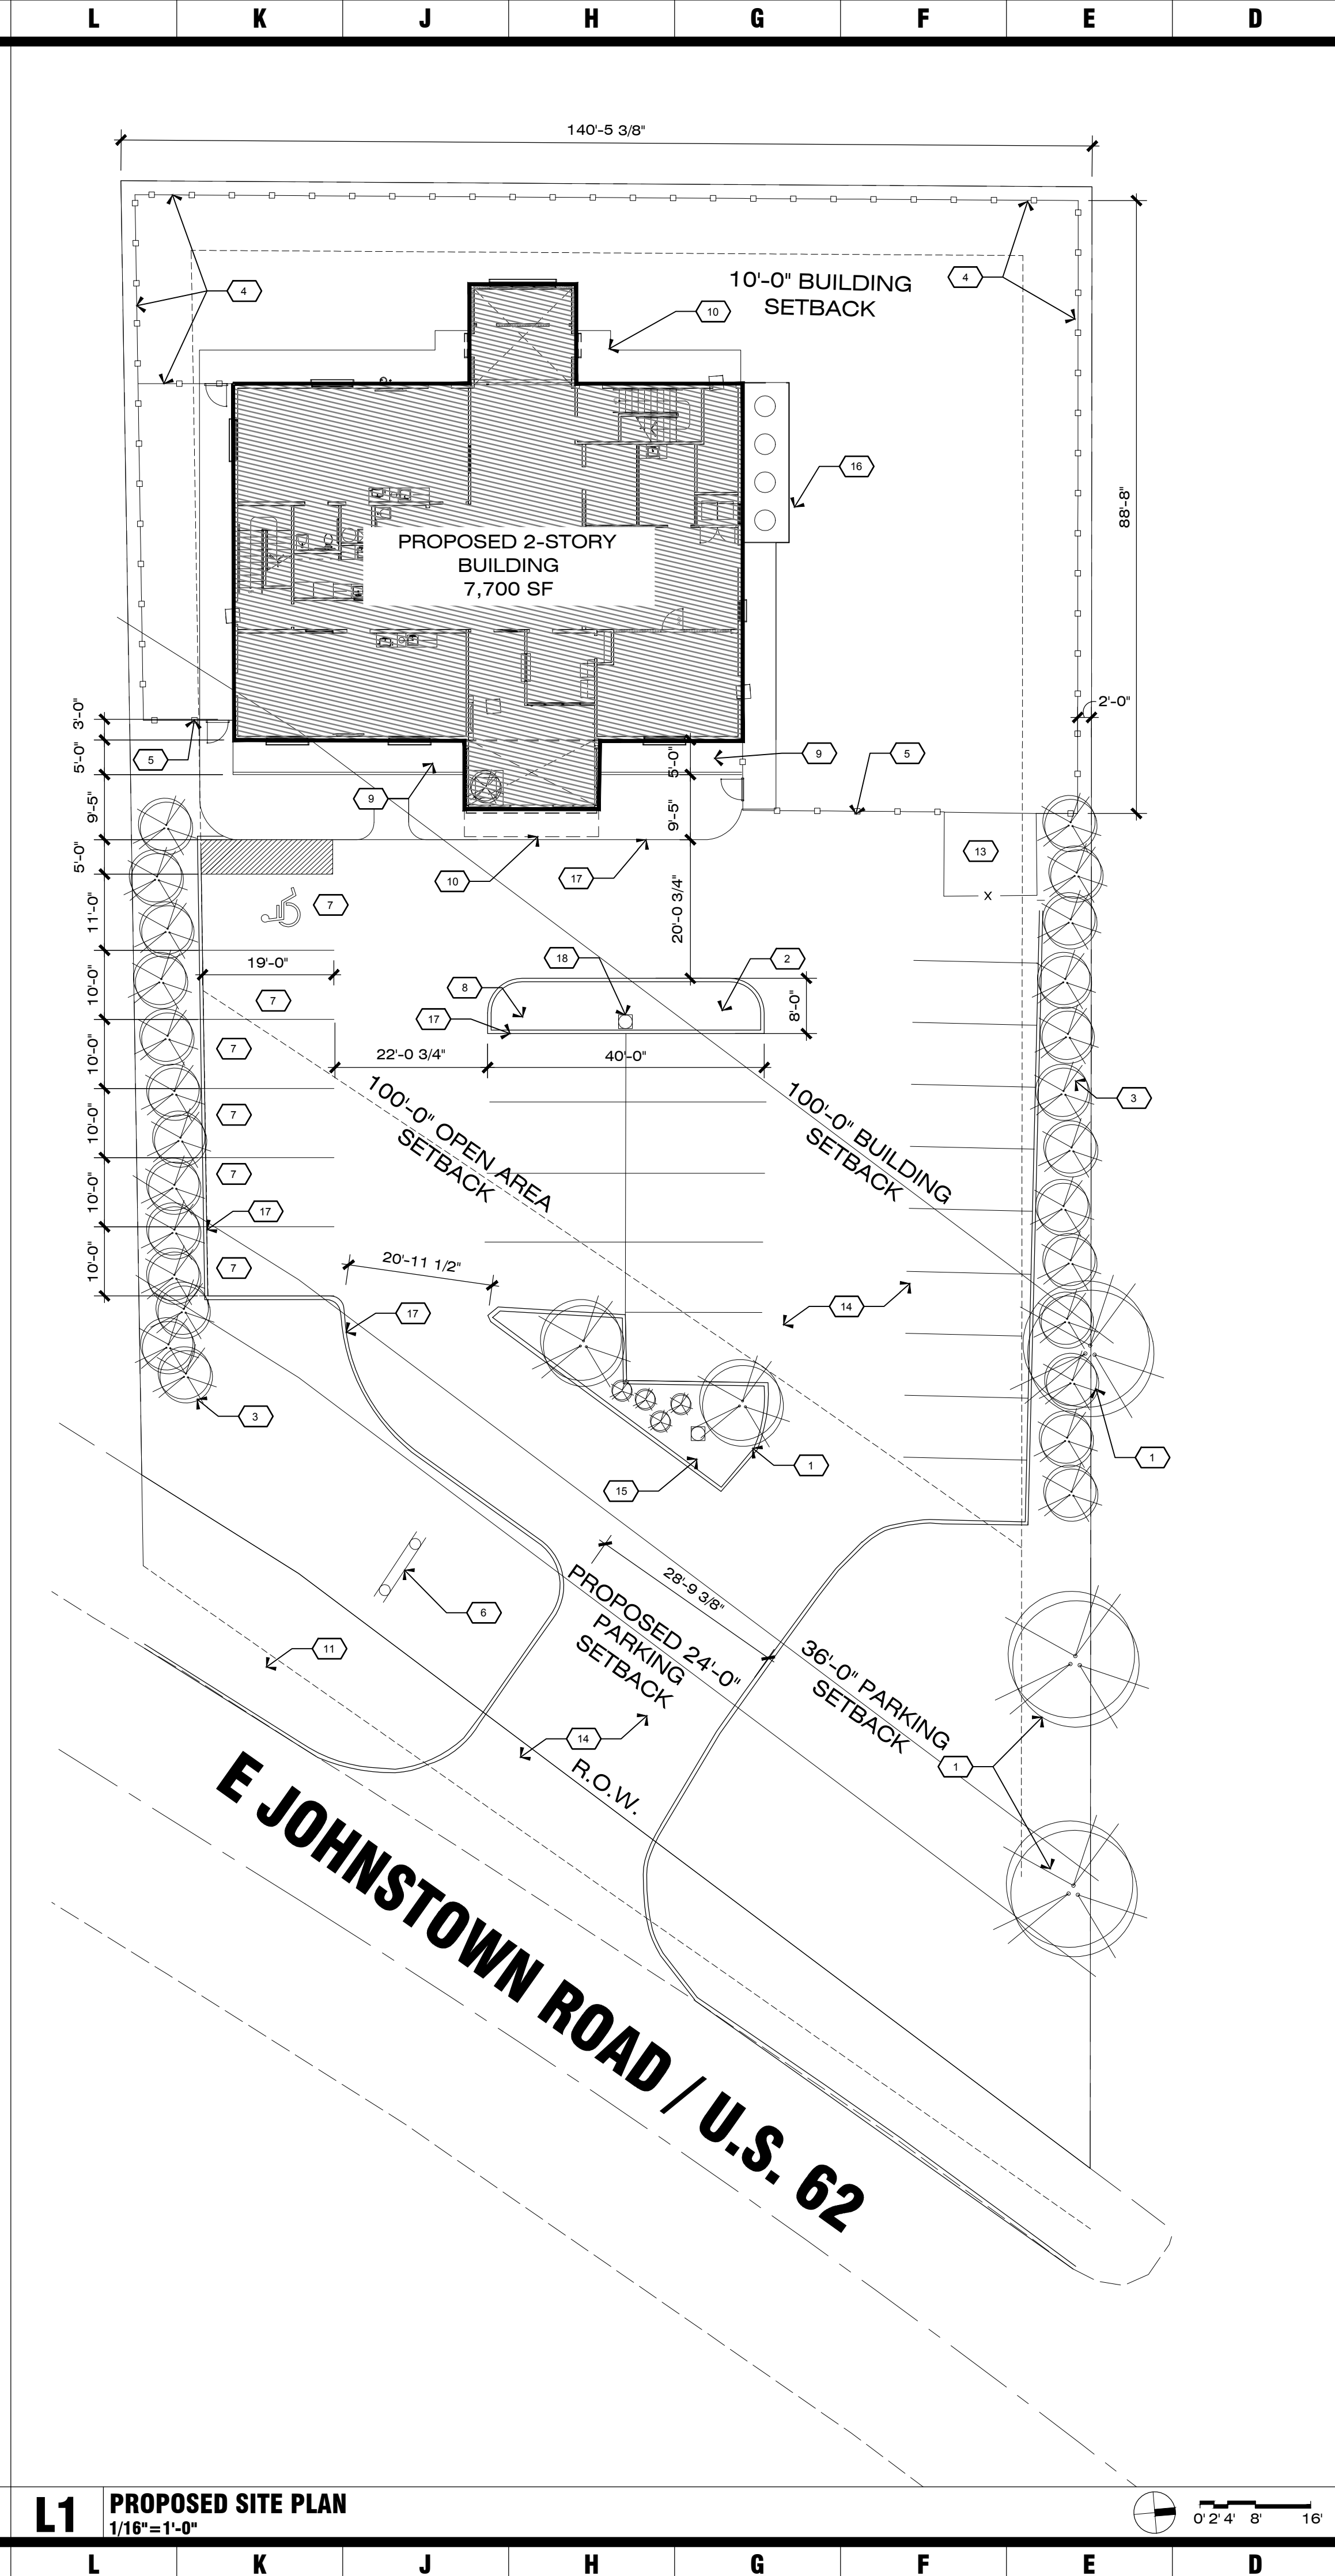 L K J H G F E D
140'-5 3/8"
10'-0" BUILDING
SETBACK
4
4
10
16
88'-8"
PROPOSED 2-STORY
BUILDING
7,700 SF
2'-0"
3'-0"
5'-0"
9'-5"
5'-0"
11'-0"
10'-0"
10'-0"
10'-0"
10'-0"
10'-0"
5
9
5'-0"
9
5
9'-5"
10
17
13
X
7
20'-0 3/4"
19'-0"
18
2
7
8
17
8'-0"
22'-0 3/4"
40'-0"
7
100'-0" OPEN AREA
SETBACK
100'-0" BUILDING
SETBACK
3
7
7
17
7
20'-11 1/2"
17
14
3
1
1
15
28'-9 3/8"
PROPOSED 24'-0"
PARKING
SETBACK
36'-0" PARKING
SETBACK
6
11
14
1
R.O.W.
E JOHNSTOWN ROAD / U.S. 62
L1
PROPOSED SITE PLAN
1/16"=1'-0"
0' 2' 4' 8' 16'
L K J H G F E D